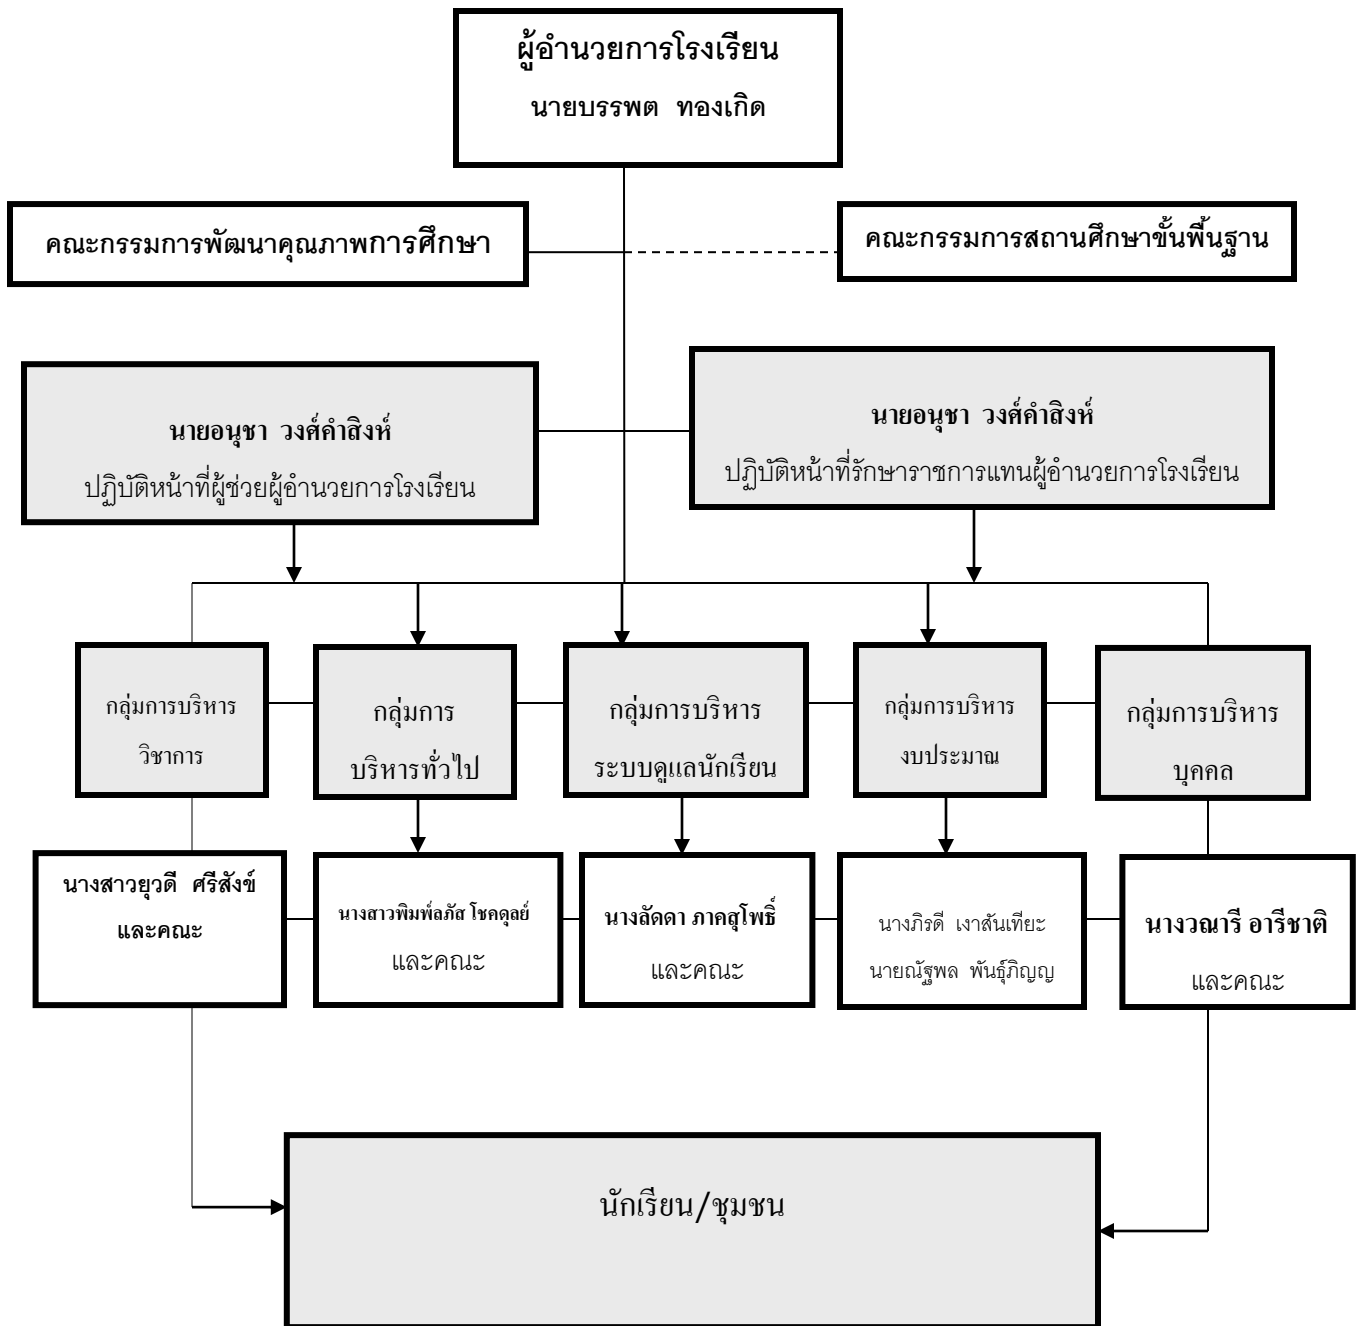 ผู้อำนวยการโรงเรียน
นายบรรพต ทองเกิด
คณะกรรมการพัฒนาคุณภาพการศึกษา
คณะกรรมการสถานศึกษาขั้นพื้นฐาน
นายอนุชา วงศ์คำสิงห์
ปฏิบัติหน้าที่ผู้ช่วยผู้อำนวยการโรงเรียน
นายอนุชา วงศ์คำสิงห์
ปฏิบัติหน้าที่รักษาราชการแทนผู้อำนวยการโรงเรียน
กลุ่มการบริหาร
วิชาการ
กลุ่มการ
บริหารทั่วไป
กลุ่มการบริหาร
ระบบดูแลนักเรียน
กลุ่มการบริหาร
งบประมาณ
กลุ่มการบริหาร
บุคคล
นางสาวยุวดี ศรีสังข์
และคณะ
นางสาวพิมพ์ลภัส โชคดุลย์
และคณะ
นางลัดดา ภาคสุโพธิ์
และคณะ
นางภิรดี เงาสันเทียะ
นายณัฐพล พันธุ์ภิญญ
นางวณารี อารีชาติ
และคณะ
นักเรียน/ชุมชน